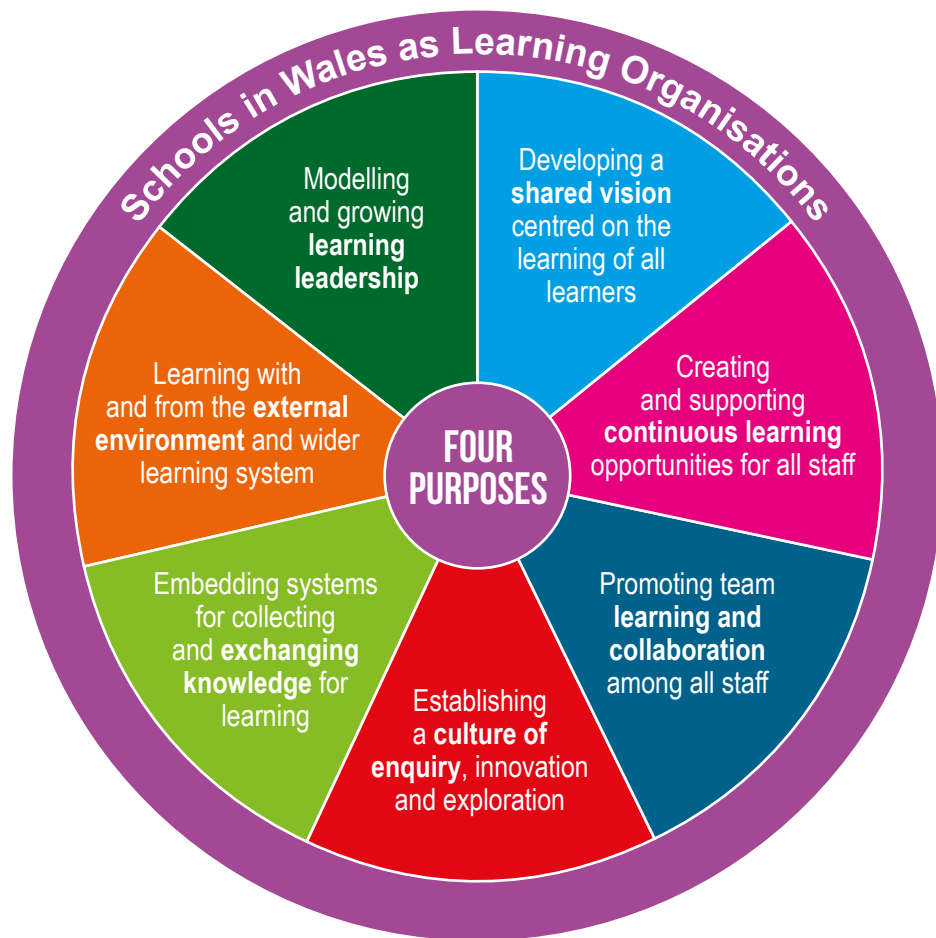 Schools in Wales as Learning Organisations
Developing a
shared vision
centred on the
learning of all
learners
Creating
and supporting
continuous learning
opportunities for all staff
Promoting team
learning and
collaboration
among all staff
Establishing
a culture of
enquiry, innovation
and exploration
Embedding systems
for collecting
and exchanging
knowledge for
learning
Learning with
and from the external
environment and wider
learning system
Modelling
and growing
learning
leadership
FOUR
PURPOSES